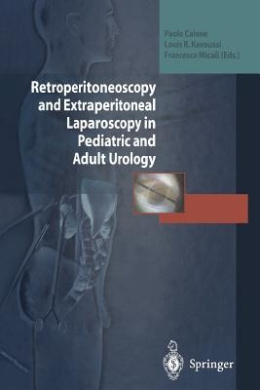 Paolo Caione
Louis R. Kavoussi
Francesco Micali (Eds.)
Retroperitoneoscopy
and Extraperitoneal
Laparoscopy in
Pediatric and
Adult Urology
Springer